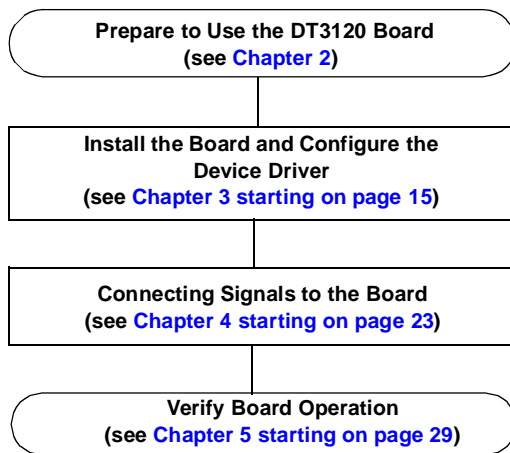 Prepare to Use the DT3120 Board
(see Chapter 2)
Install the Board and Configure the
Device Driver
(see Chapter 3 starting on page 15)
Connecting Signals to the Board
(see Chapter 4 starting on page 23)
Verify Board Operation
(see Chapter 5 starting on page 29)